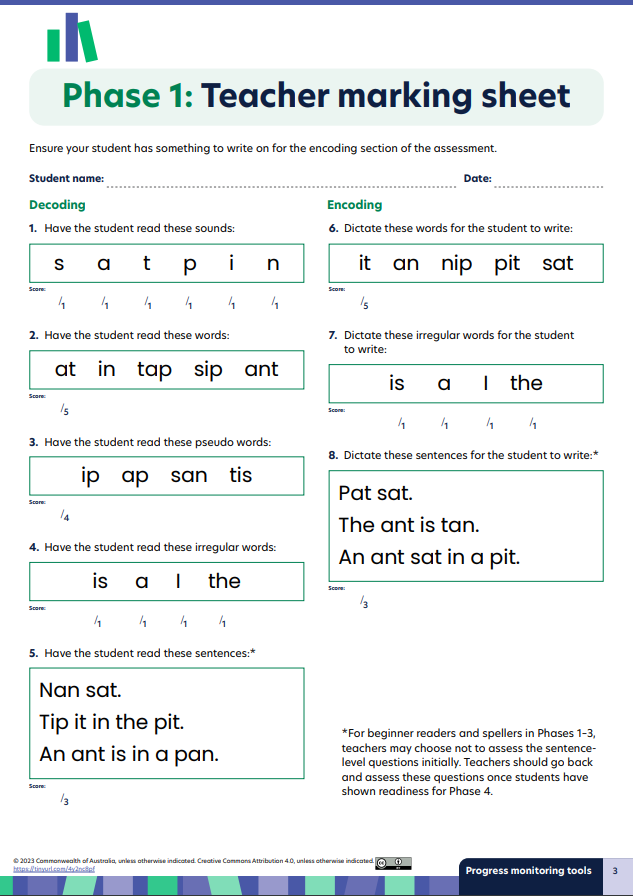 Phase 1: Teacher marking sheet
Ensure your student has something to write on for the encoding section of the assessment.
Student name: Date:
Decoding
1. Have the student read these sounds:
s a t p i n
Score:
/1 /1 /1 /1 /1 /1
2. Have the student read these words:
at in tap sip ant
Score:
/5
3. Have the student read these pseudo words:
ip ap san tis
Score:
/4
4. Have the student read these irregular words:
is a I the
Score:
/1 /1 /1 /1
5. Have the student read these sentences:*
Nan sat.
Tip it in the pit.
An ant is in a pan.
Score:
/3
Encoding
6. Dictate these words for the student to write:
it an nip pit sat
Score:
/5
7. Dictate these irregular words for the student
to write:
is a I the
Score:
/1 /1 /1 /1
8. Dictate these sentences for the student to write:*
Pat sat.
The ant is tan.
An ant sat in a pit.
Score:
/3
*For beginner readers and spellers in Phases 1–3,
teachers may choose not to assess the sentence-
level questions initially. Teachers should go back
and assess these questions once students have
shown readiness for Phase 4.
© 2023 Commonwealth of Australia, unless otherwise indicated. Creative Commons Attribution 4.0, unless otherwise indicated.
https://tinyurl.com/4y2nc8pf
Progress monitoring tools 3